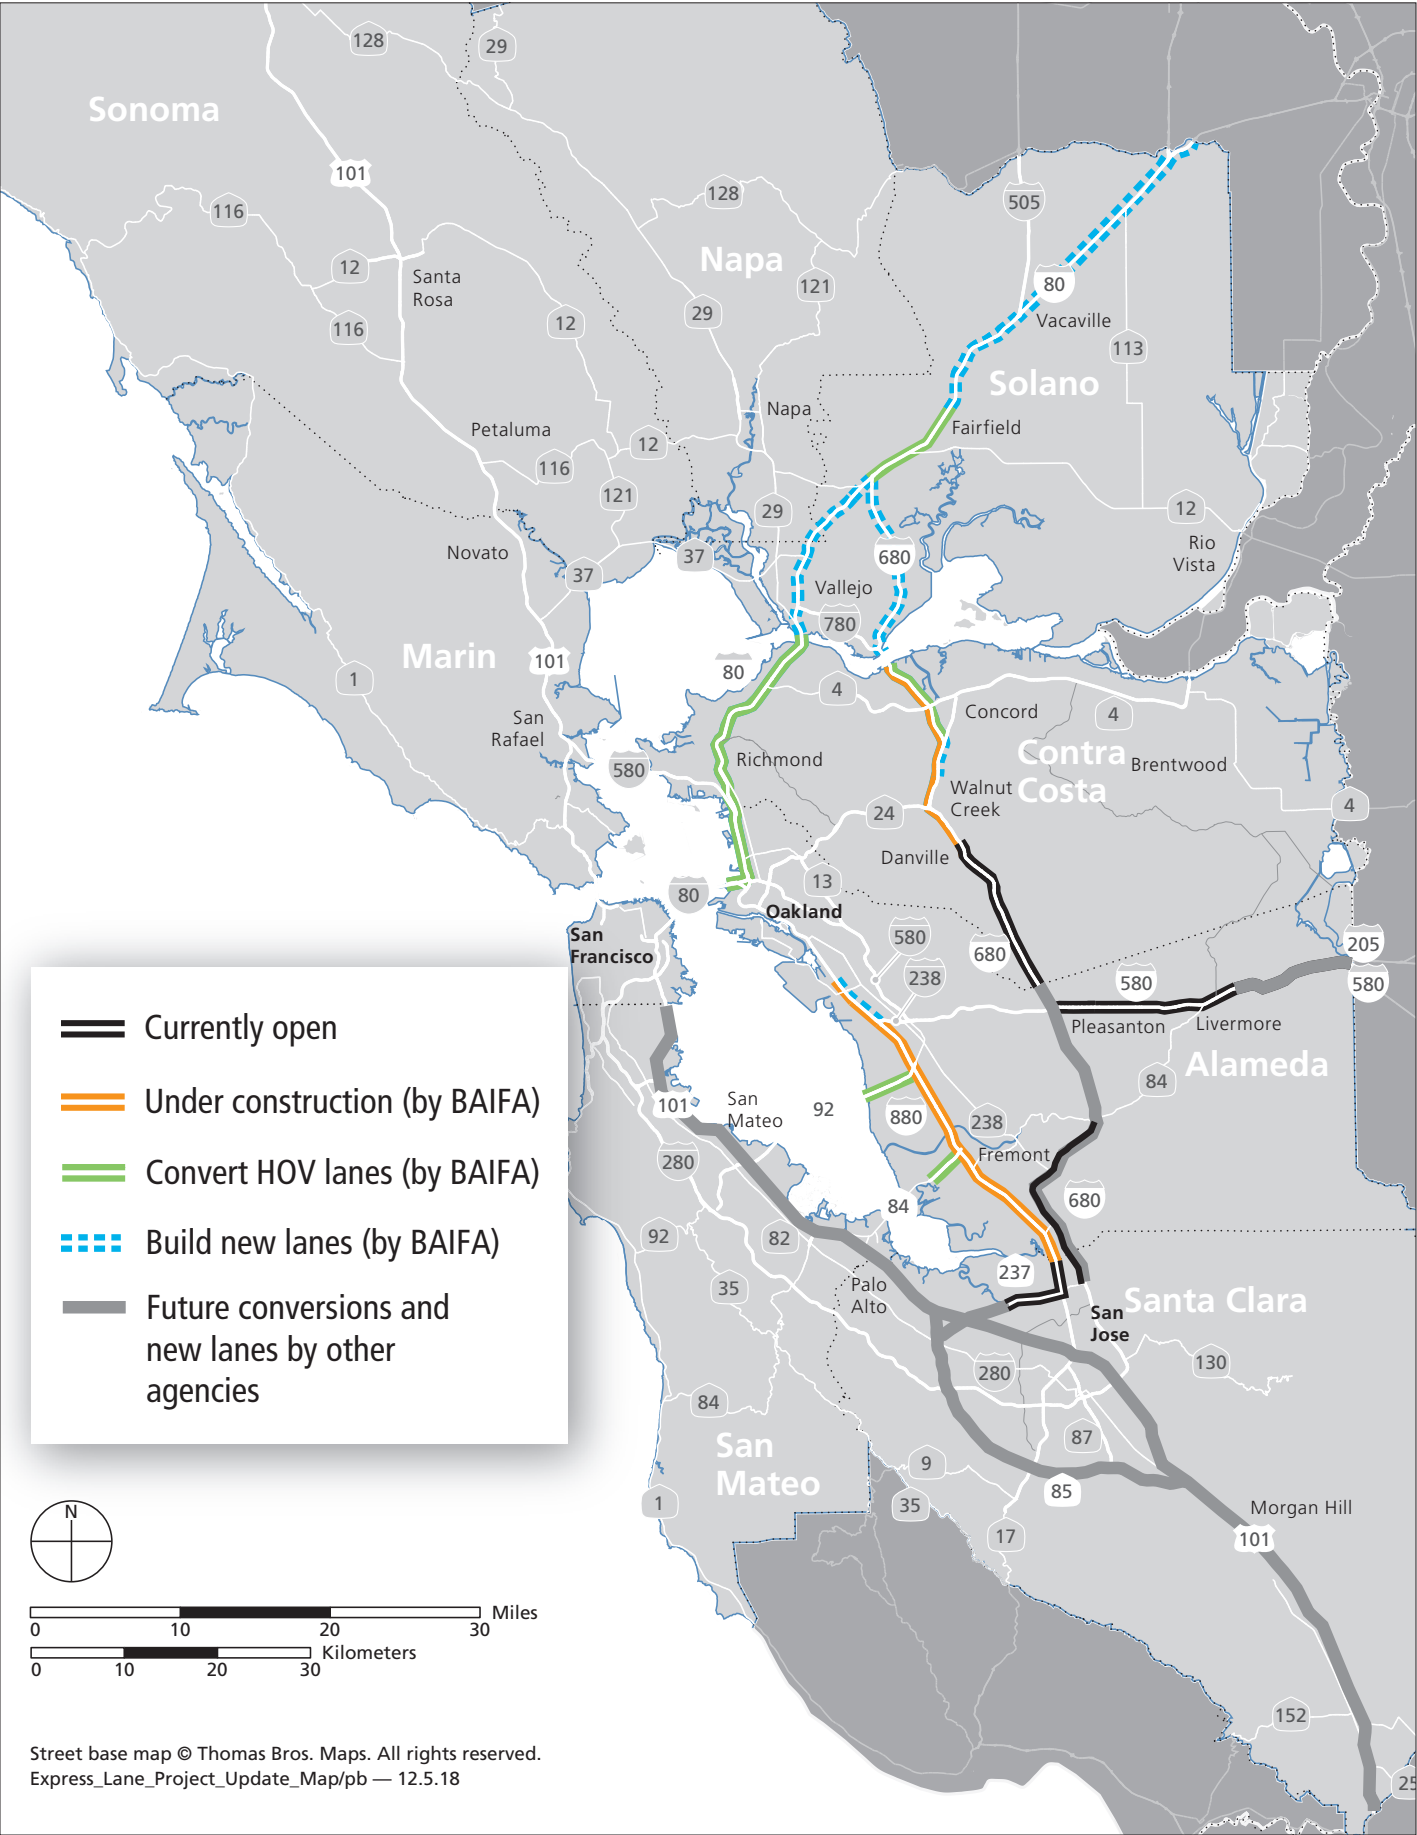 128
29
Sonoma
101
128
505
116
Napa
12
Santa
Rosa
121
80
29
116
12
Vacaville
113
Solano
Napa
Petaluma
12
Fairfield
116
121
29
12
Novato
37
37
680
Rio
Vista
Vallejo
780
Marin
101
80
1
4
Concord
4
San
Rafael
Contra
Costa
Richmond
580
Brentwood
Walnut
Creek
24
4
Danville
13
80
Oakland
San
Francisco
580
680
205
238
580
580
Pleasanton
Livermore
Alameda
84
101
San
Mateo
92
880
238
Fremont
280
680
84
92
82
237
Palo
Alto
35
San
Jose
Santa Clara
280
130
84
San
Mateo
87
9
85
1
35
Morgan Hill
17
101
152
25
Currently open
Under construction (by BAIFA)
Convert HOV lanes (by BAIFA)
Build new lanes (by BAIFA)
Future conversions and
new lanes by other
agencies
N
Miles
0 10 20 30
Kilometers
0 10 20 30
Street base map © Thomas Bros. Maps. All rights reserved.
Express_Lane_Project_Update_Map/pb — 12.5.18